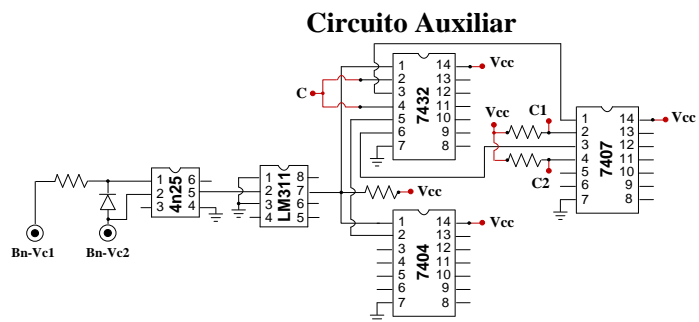 Circuito Auxiliar
1 14 Vcc
2 13
3 12
C 4 11
5 10
6 9
7 8
7432
Vcc C1
C2
1 14 Vcc
2 13
3 12
4 11
5 10
6 9
7 8
7407
1 6
2 5
3 4
4n25
1 8
2 7
3 6
4 5
LM311
Vcc
Bn-Vc1 Bn-Vc2
1 14 Vcc
2 13
3 12
4 11
5 10
6 9
7 8
7404